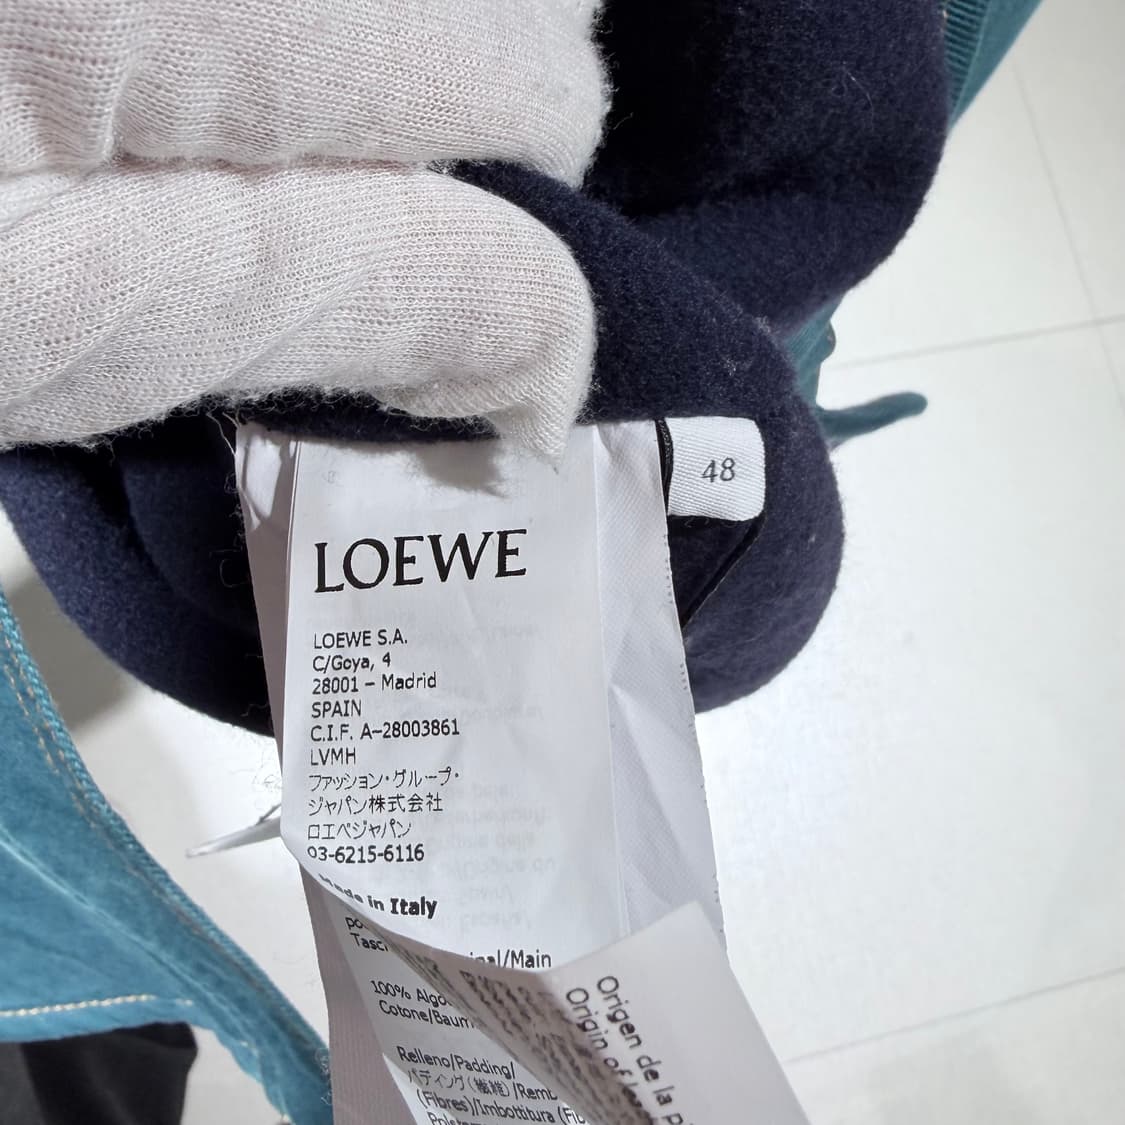 48
LOEWE
LOEWE S.A.
C/Goya, 4
28001 – Madrid
SPAIN
C.I.F. A–28003861
LVMH
ファッション・グループ・
ジャパン株式会社
ロエベジャパン
03-6215-6116
Made in Italy
/Main
100%
Cotone/
Relleno/Padding/
パディング(繊維)
(Fibres)/Imbottitura
Origen de la
Origin of